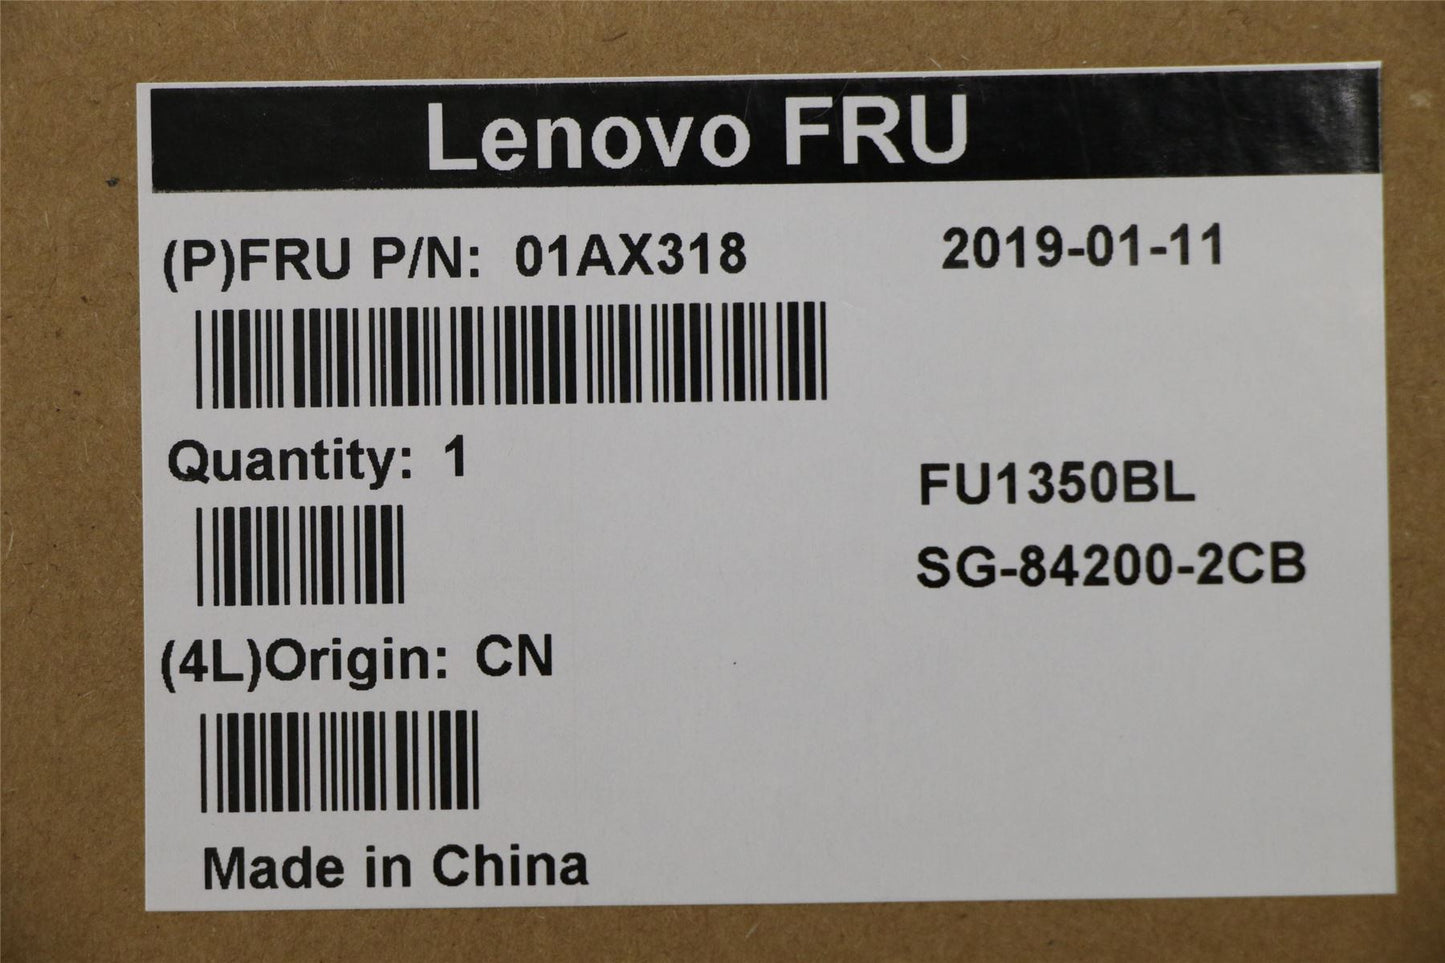 Lenovo FRU
(P)FRU P/N: 01AX318 2019-01-11
Quantity: 1
FU1350BL
SG-84200-2CB
(4L)Origin: CN
Made in China